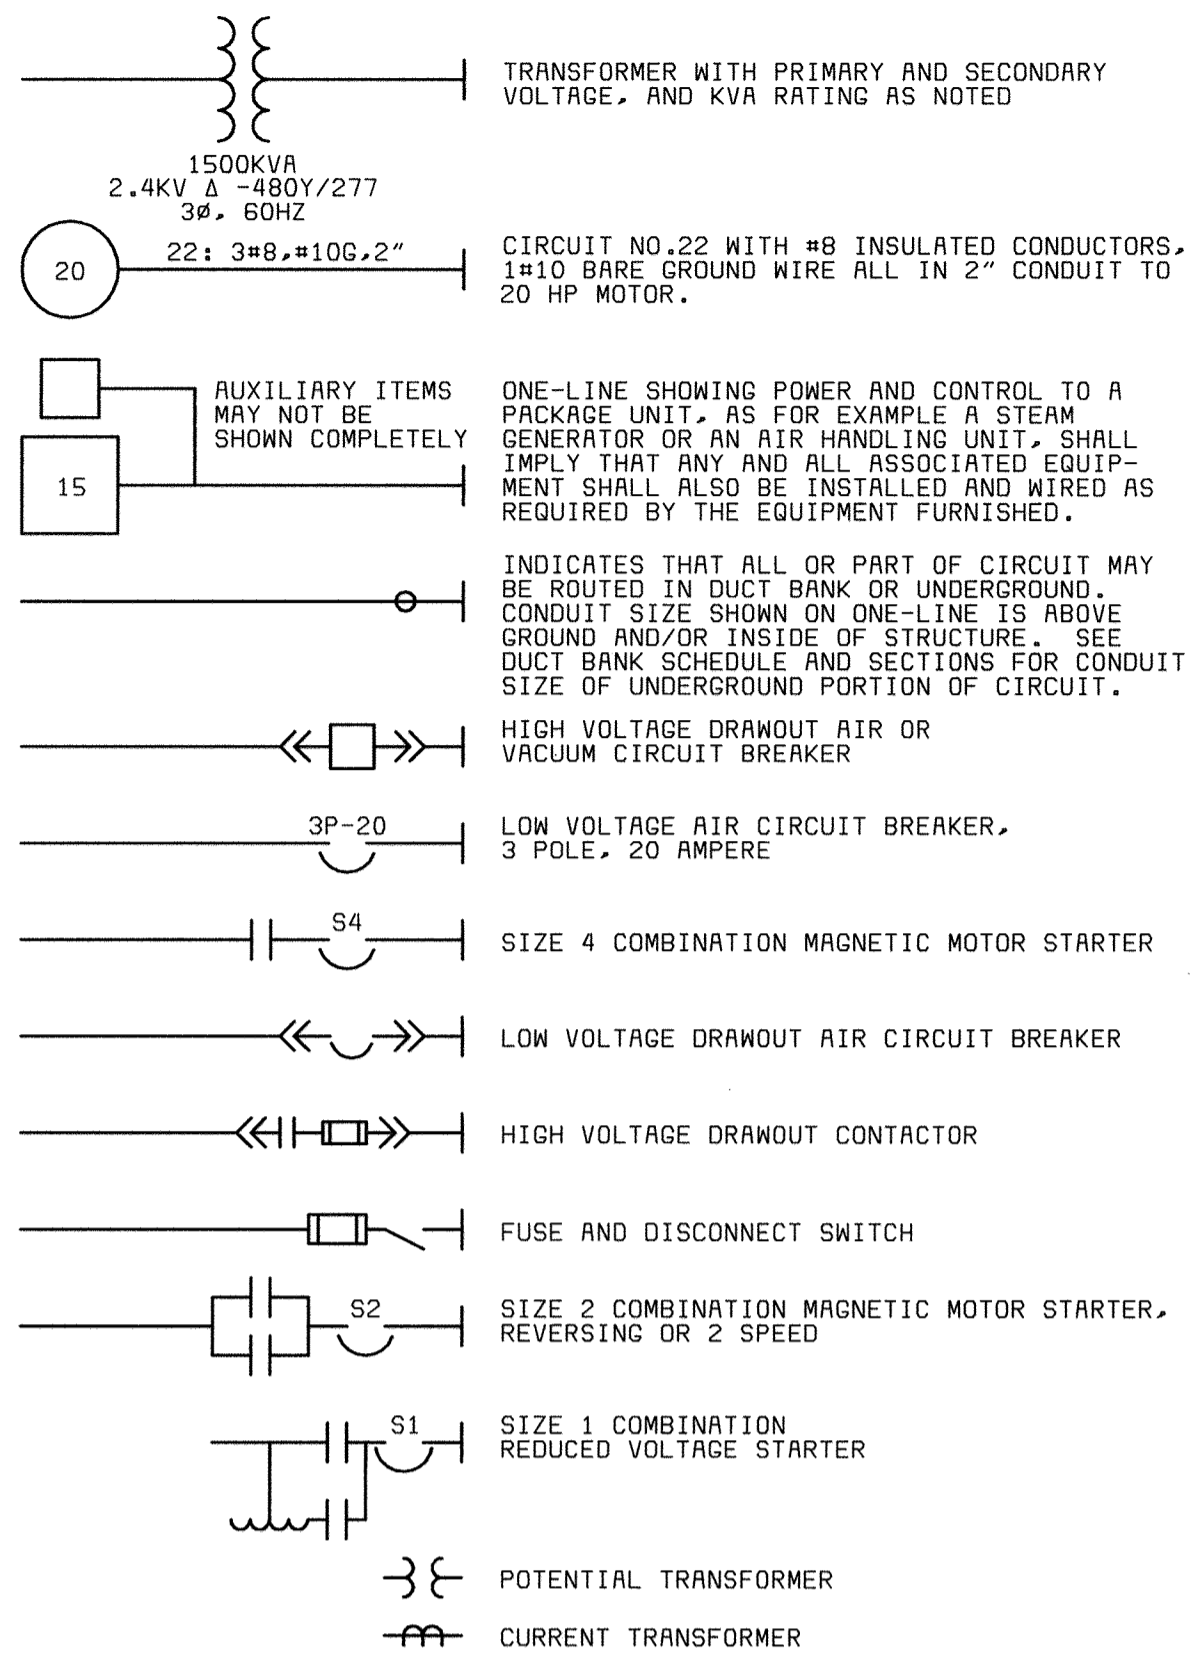 TRANSFORMER WITH PRIMARY AND SECONDARY
VOLTAGE, AND KVA RATING AS NOTED
1500KVA
2.4KV Δ -480Y/277
3Ø, 60HZ
20
22: 3#8,#10G,2"
CIRCUIT NO.22 WITH #8 INSULATED CONDUCTORS,
1#10 BARE GROUND WIRE ALL IN 2" CONDUIT TO
20 HP MOTOR.
AUXILIARY ITEMS
MAY NOT BE
SHOWN COMPLETELY
15
ONE-LINE SHOWING POWER AND CONTROL TO A
PACKAGE UNIT, AS FOR EXAMPLE A STEAM
GENERATOR OR AN AIR HANDLING UNIT, SHALL
IMPLY THAT ANY AND ALL ASSOCIATED EQUIP-
MENT SHALL ALSO BE INSTALLED AND WIRED AS
REQUIRED BY THE EQUIPMENT FURNISHED.
INDICATES THAT ALL OR PART OF CIRCUIT MAY
BE ROUTED IN DUCT BANK OR UNDERGROUND.
CONDUIT SIZE SHOWN ON ONE-LINE IS ABOVE
GROUND AND/OR INSIDE OF STRUCTURE. SEE
DUCT BANK SCHEDULE AND SECTIONS FOR CONDUIT
SIZE OF UNDERGROUND PORTION OF CIRCUIT.
HIGH VOLTAGE DRAWOUT AIR OR
VACUUM CIRCUIT BREAKER
3P-20
LOW VOLTAGE AIR CIRCUIT BREAKER,
3 POLE, 20 AMPERE
S4
SIZE 4 COMBINATION MAGNETIC MOTOR STARTER
LOW VOLTAGE DRAWOUT AIR CIRCUIT BREAKER
HIGH VOLTAGE DRAWOUT CONTACTOR
FUSE AND DISCONNECT SWITCH
S2
SIZE 2 COMBINATION MAGNETIC MOTOR STARTER,
REVERSING OR 2 SPEED
S1
SIZE 1 COMBINATION
REDUCED VOLTAGE STARTER
POTENTIAL TRANSFORMER
CURRENT TRANSFORMER